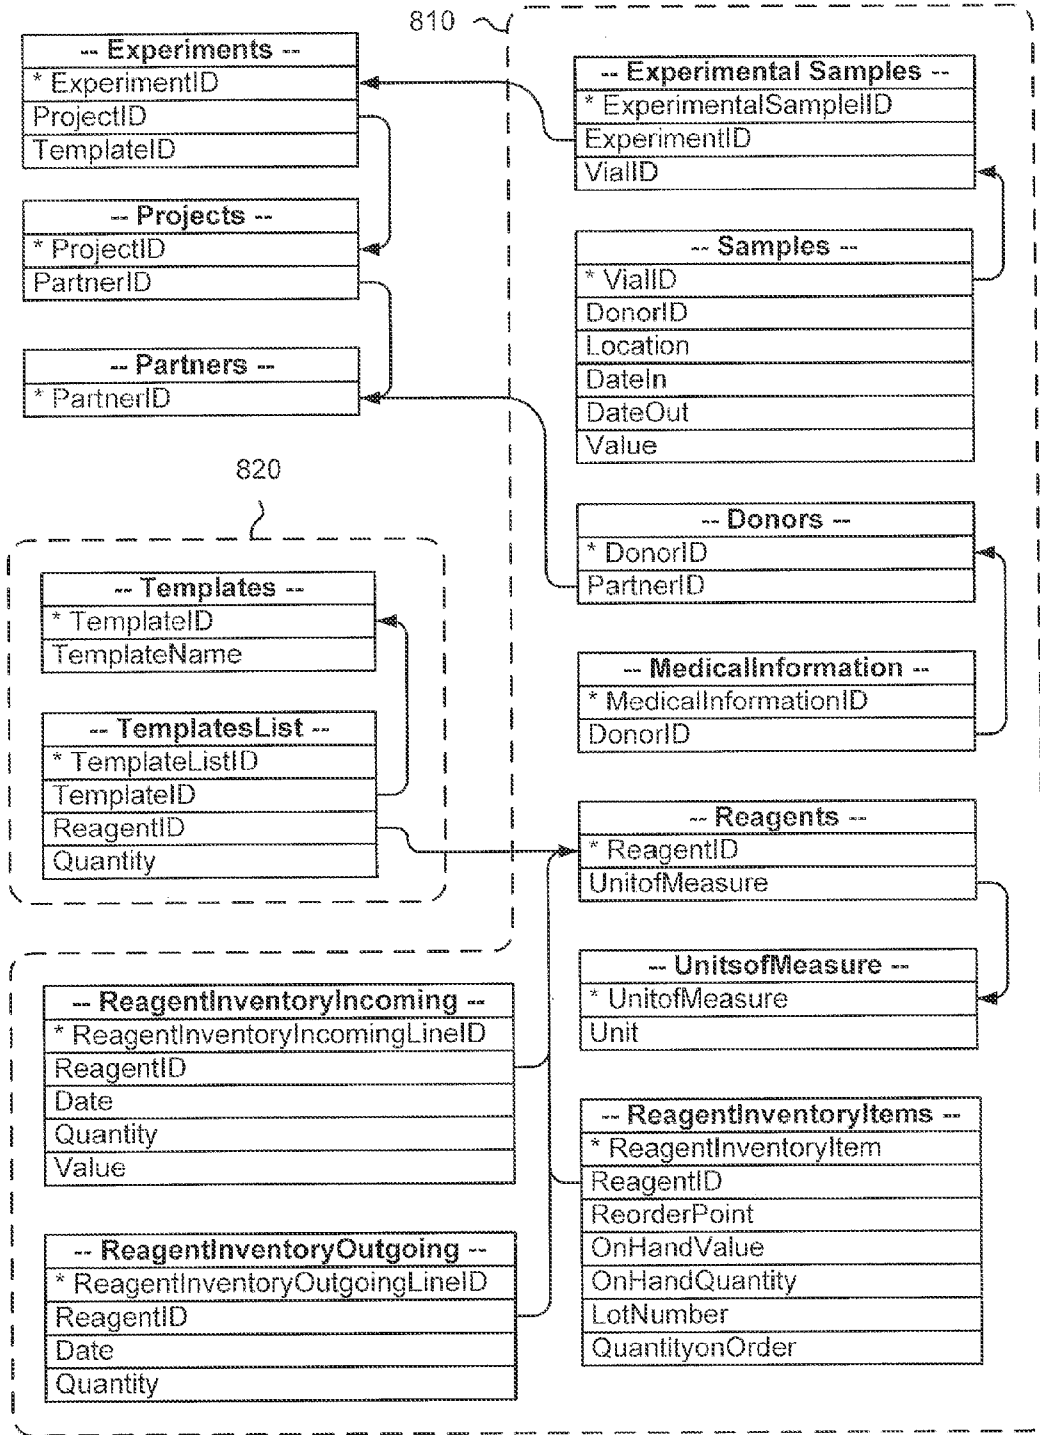 810
-- Experiments --
* ExperimentID
ProjectID
TemplateID
-- Projects --
* ProjectID
PartnerID
-- Partners --
* PartnerID
820
-- Templates --
* TemplateID
TemplateName
-- TemplatesList --
* TemplateListID
TemplateID
ReagentID
Quantity
-- ReagentInventoryIncoming --
* ReagentInventoryIncomingLineID
ReagentID
Date
Quantity
Value
-- ReagentInventoryOutgoing --
* ReagentInventoryOutgoingLineID
ReagentID
Date
Quantity
-- Experimental Samples --
* ExperimentalSampleIID
ExperimentID
VialID
-- Samples --
* VialID
DonorID
Location
DateIn
DateOut
Value
-- Donors --
* DonorID
PartnerID
-- MedicalInformation --
* MedicalInformationID
DonorID
-- Reagents --
* ReagentID
UnitofMeasure
-- UnitsofMeasure --
* UnitofMeasure
Unit
-- ReagentInventoryItems --
* ReagentInventoryItem
ReagentID
ReorderPoint
OnHandValue
OnHandQuantity
LotNumber
QuantityonOrder